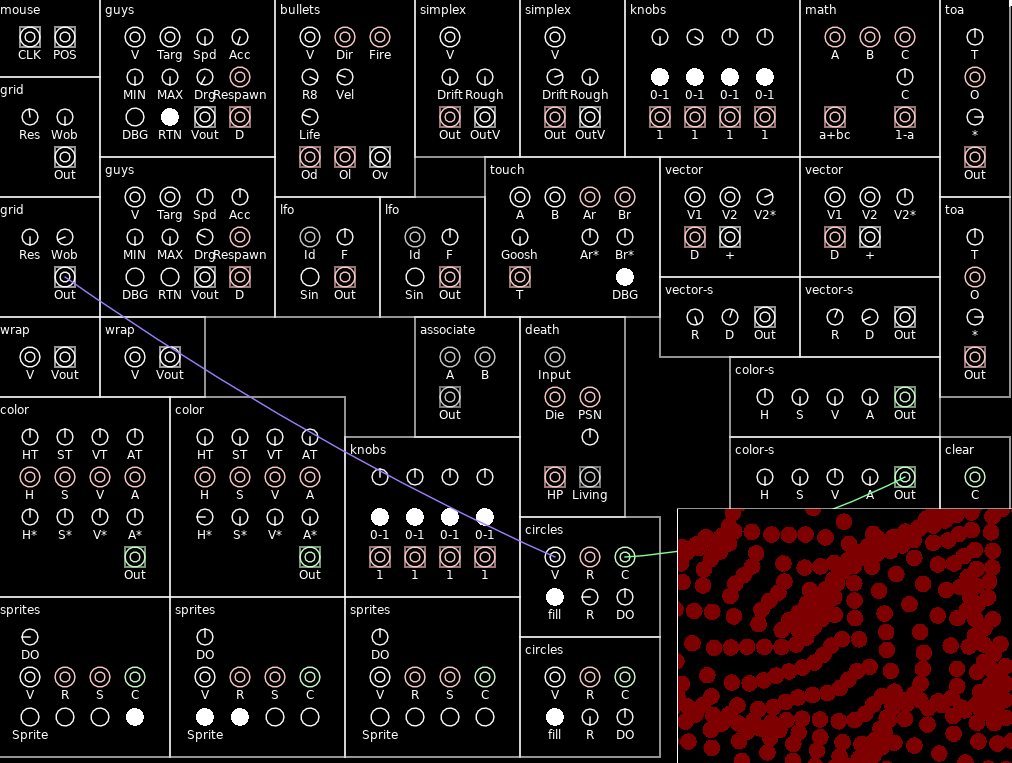 mouse
CLK POS
grid
Res Wob
Out
grid
Res Wob
Out
guys
V Targ Spd Acc
MIN MAX Drg Respawn
DBG RTN Vout D
guys
V Targ Spd Acc
MIN MAX Drg Respawn
DBG RTN Vout D
bullets
V Dir Fire
R8 Vel
Life
Od Ol Ov
simplex
V
Drift Rough
Out OutV
simplex
V
Drift Rough
Out OutV
knobs
0-1 0-1 0-1 0-1
1 1 1 1
math
A B C
C
a+bc 1-a
toa
T
O
*
Out
toa
T
O
*
Out
lfo
Id F
Sin Out
lfo
Id F
Sin Out
touch
A B Ar Br
Goosh Ar* Br*
T DBG
vector
V1 V2 V2*
D +
vector
V1 V2 V2*
D +
vector-s
R D Out
vector-s
R D Out
wrap
V Vout
wrap
V Vout
associate
A B
Out
death
Input
Die PSN
HP Living
color-s
H S V A Out
color-s
H S V A Out
clear
C
color
HT ST VT AT
H S V A
H* S* V* A*
Out
color
HT ST VT AT
H S V A
H* S* V* A*
Out
knobs
0-1 0-1 0-1 0-1
1 1 1 1
circles
V R C
fill R DO
circles
V R C
fill R DO
sprites
DO
V R S C
Sprite
sprites
DO
V R S C
Sprite
sprites
DO
V R S C
Sprite